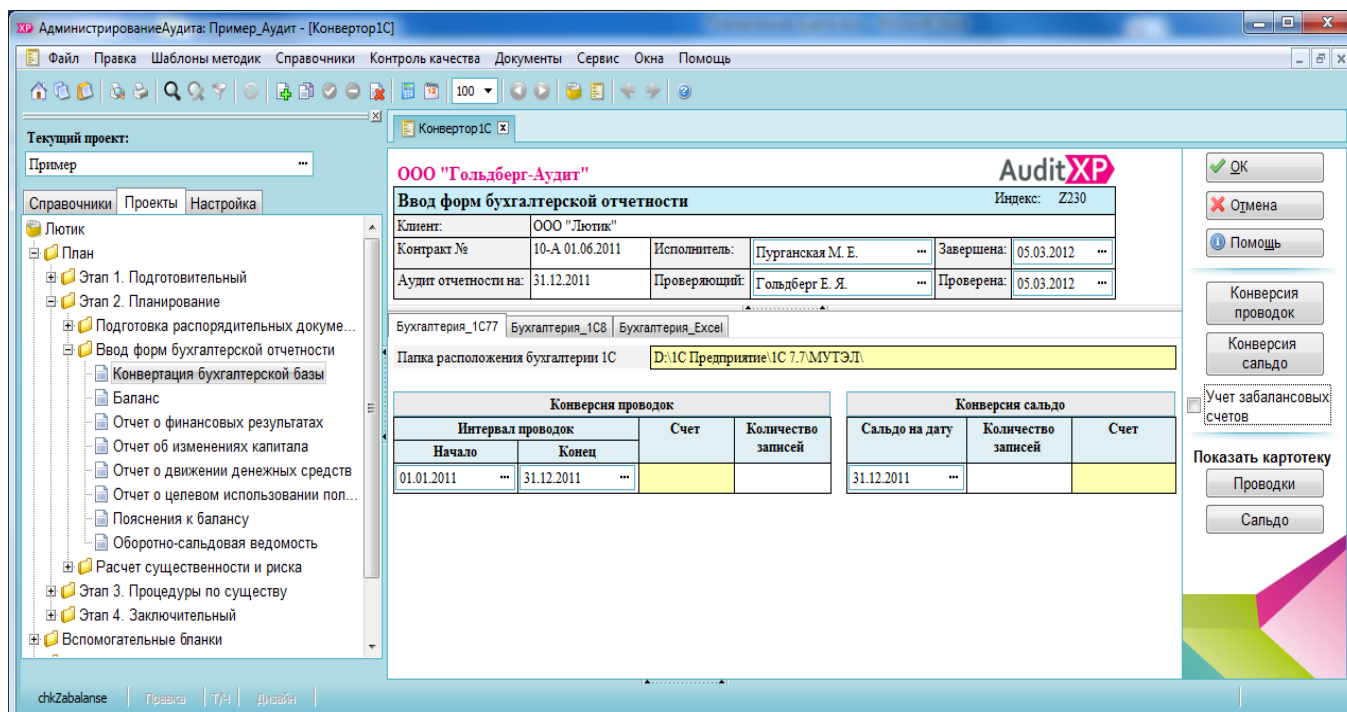 XP АдминистрированиеАудита: Пример_Аудит - [Конвертор1С]
Файл Правка Шаблоны методик Справочники Контроль качества Документы Сервис Окна Помощь
12 100
Текущий проект:
Пример ...
Справочники Проекты Настройка
Лютик
План
Этап 1. Подготовительный
Этап 2. Планирование
Подготовка распорядительных докуме...
Ввод форм бухгалтерской отчетности
Конвертация бухгалтерской базы
Баланс
Отчет о финансовых результатах
Отчет об изменениях капитала
Отчет о движении денежных средств
Отчет о целевом использовании пол...
Пояснения к балансу
Оборотно-сальдовая ведомость
Расчет существенности и риска
Этап 3. Процедуры по существу
Этап 4. Заключительный
Вспомогательные бланки
Конвертор1С
ООО "Гольдберг-Аудит" AuditXP
Ввод форм бухгалтерской отчетности Индекс: Z230
Клиент: ООО "Лютик"
Контракт № 10-А 01.06.2011 Исполнитель: Пурганская М. Е. ... Завершена: 05.03.2012 ...
Аудит отчетности на: 31.12.2011 Проверяющий: Гольдберг Е. Я. ... Проверена: 05.03.2012 ...
Бухгалтерия_1С77 Бухгалтерия_1С8 Бухгалтерия_Excel
Папка расположения бухгалтерии 1С D:\1С Предприятие\1С 7.7\МУТЭЛ\
Конверсия проводок Конверсия сальдо
Интервал проводок Счет Количество записей Сальдо на дату Количество записей Счет
Начало Конец
01.01.2011 ... 31.12.2011 ... 31.12.2011 ...
OK
Отмена
Помощь
Конверсия
проводок
Конверсия
сальдо
Учет забалансовых
счетов
Показать картотеку
Проводки
Сальдо
chkZabalanse Правка Т/Ч Дизайн